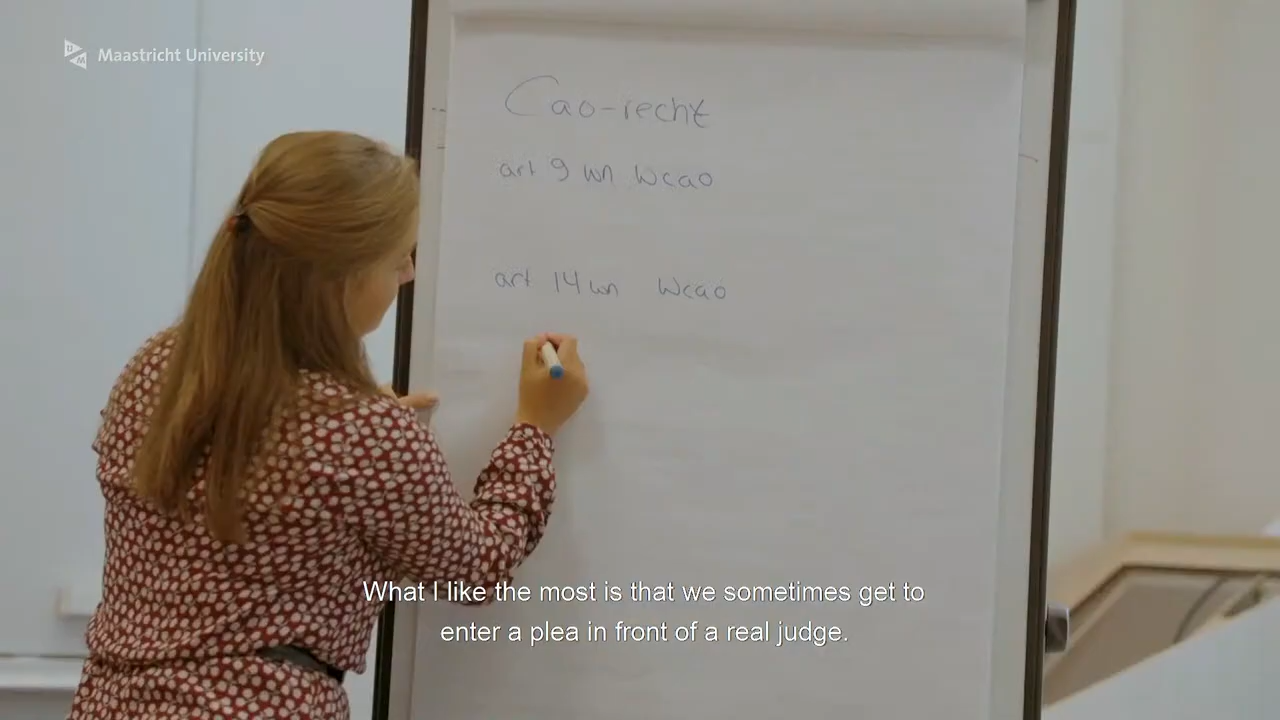 Maastricht University
Cao-recht
art 9 wn Wcao
art 14 wn Wcao
What I like the most is that we sometimes get to
enter a plea in front of a real judge.